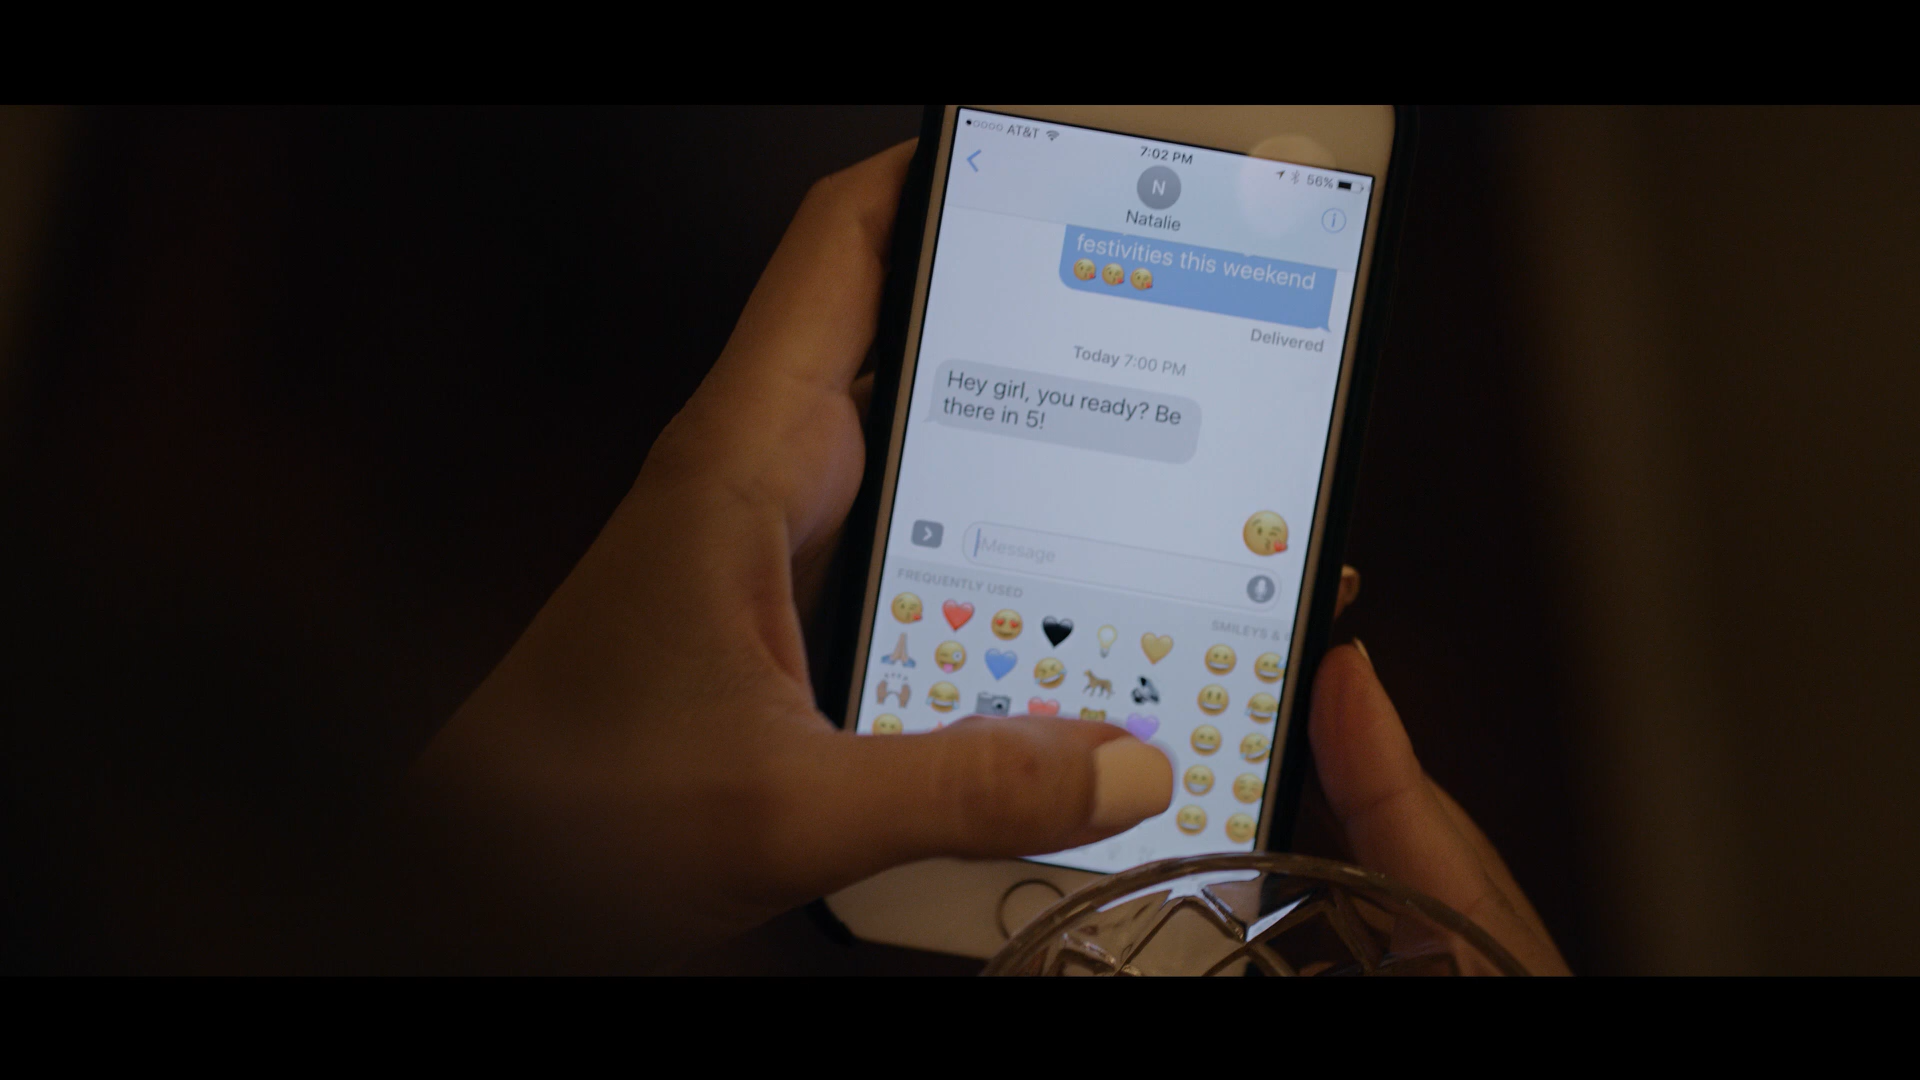 AT&T
7:02 PM
56%
N
Natalie
festivities this weekend
Delivered
Today 7:00 PM
Hey girl, you ready? Be
there in 5!
Message
FREQUENTLY USED
SMILEYS &